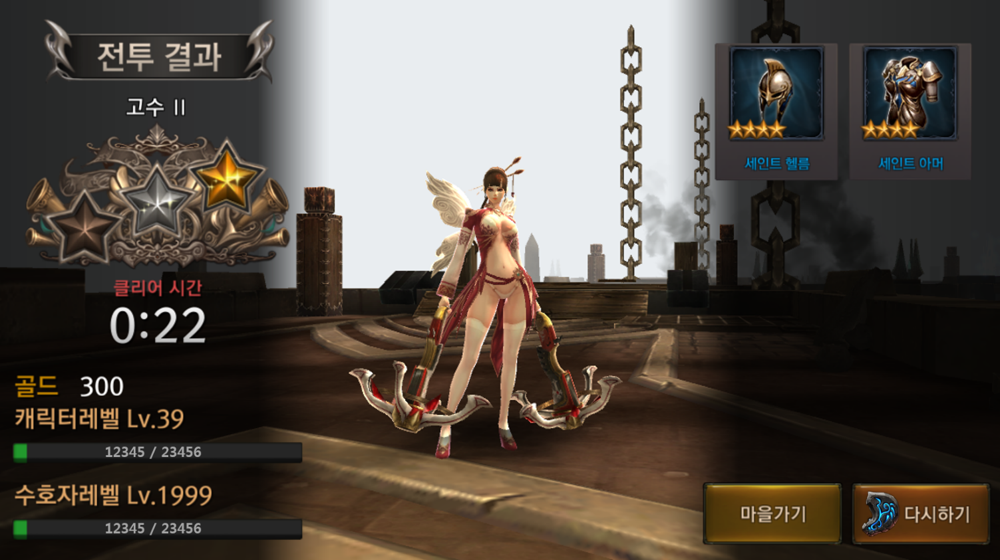 전투 결과
고수 II
클리어 시간
0:22
골드 300
캐릭터레벨 Lv.39
12345 / 23456
수호자레벨 Lv.1999
12345 / 23456
세인트 헬름
세인트 아머
마을가기
다시하기